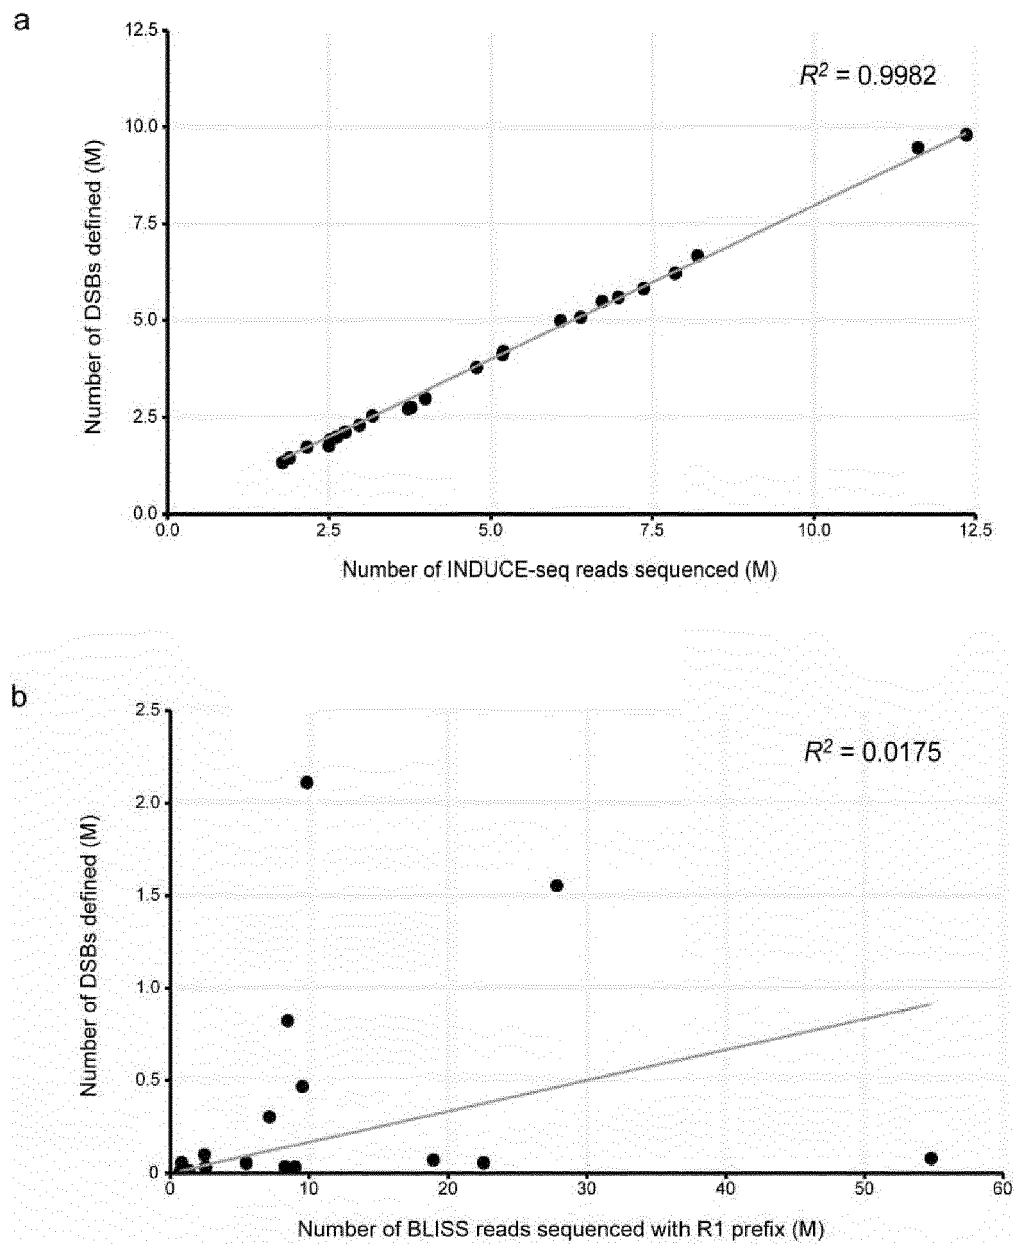 a
12.5
10.0
7.5
5.0
2.5
0.0
Number of DSBs defined (M)
R² = 0.9982
0.0 2.5 5.0 7.5 10.0 12.5
Number of INDUCE-seq reads sequenced (M)
b
2.5
2.0
1.5
1.0
0.5
0
Number of DSBs defined (M)
R² = 0.0175
0 10 20 30 40 50 60
Number of BLISS reads sequenced with R1 prefix (M)